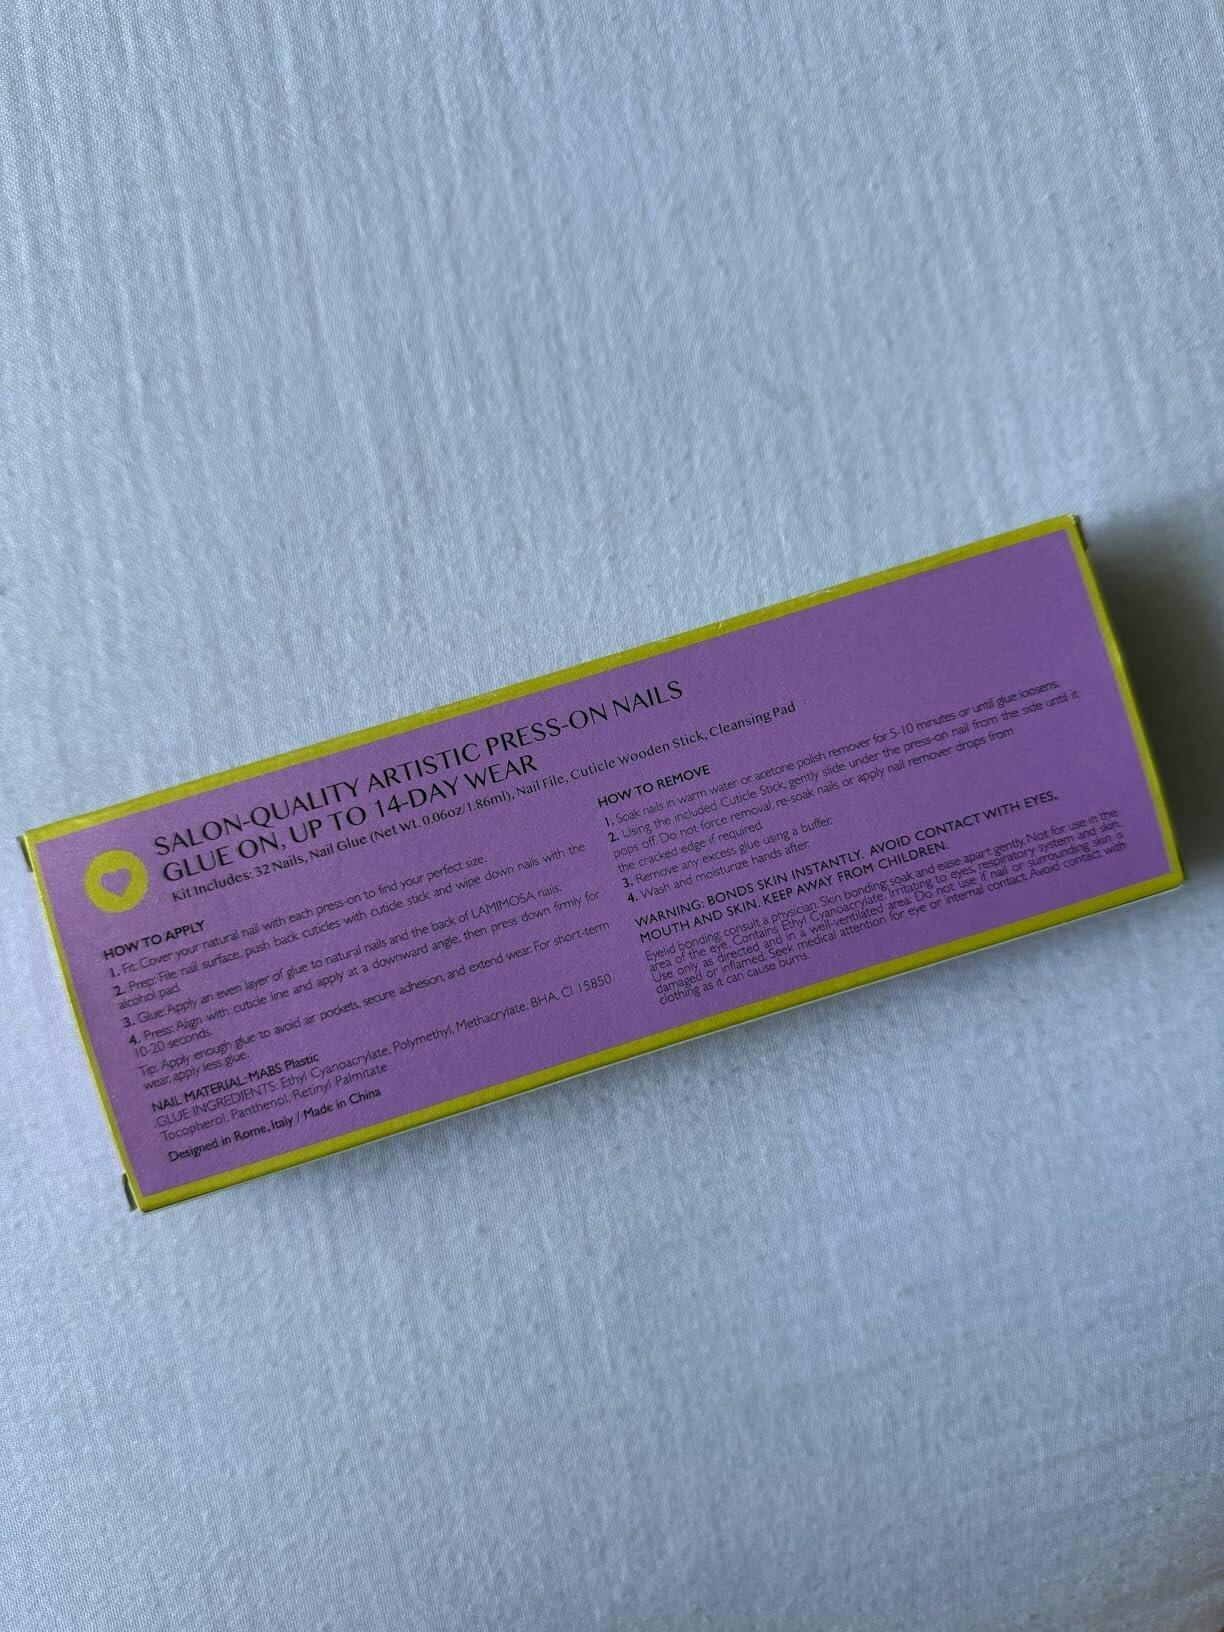 SALON-QUALITY ARTISTIC PRESS-ON NAILS
GLUE ON, UP TO 14-DAY WEAR
Kit Includes: 32 Nails, Nail Glue (Net Wt. 0.06oz/1.86ml), Nail File, Cuticle Wooden Stick, Cleansing Pad
HOW TO APPLY
1. Fit: Cover your natural nail with each press-on to find your perfect size.
2. Prep: File nail surface, push back cuticles with cuticle stick and wipe down nails with the
alcohol pad.
3. Glue: Apply an even layer of glue to natural nails and the back of LAMIMOSA nails.
4. Press: Align with cuticle line and apply at a downward angle, then press down firmly for
10-20 seconds.
Tip: Apply enough glue to avoid air pockets, secure adhesion, and extend wear. For short-term
wear, apply less glue.
NAIL MATERIAL: MABS Plastic
GLUE INGREDIENTS: Ethyl Cyanoacrylate, Polymethyl, Methacrylate, BHA, CI 15850
Tocopherol, Panthenol, Retinyl Palmitate
Designed in Rome, Italy / Made in China
HOW TO REMOVE
1. Soak nails in warm water or acetone polish remover for 5-10 minutes or until glue loosens.
2. Using the included Cuticle Stick, gently slide under the press-on nail from the side until it
pops off. Do not force removal, re-soak nails or apply nail remover drops from
the cracked edge if required.
3. Remove any excess glue using a buffer.
4. Wash and moisturize hands after.
WARNING: BONDS SKIN INSTANTLY. AVOID CONTACT WITH EYES,
MOUTH AND SKIN. KEEP AWAY FROM CHILDREN.
Eyelid bonding: consult a physician. Skin bonding: soak and ease apart gently. Not for use in the
area of the eye. Contains Ethyl Cyanoacrylate. Irritating to eyes, respiratory system and skin.
Use only as directed and in a well-ventilated area. Do not use if nail or surrounding skin is
damaged or inflamed. Seek medical attention for eye or internal contact. Avoid contact with
clothing as it can cause burns.